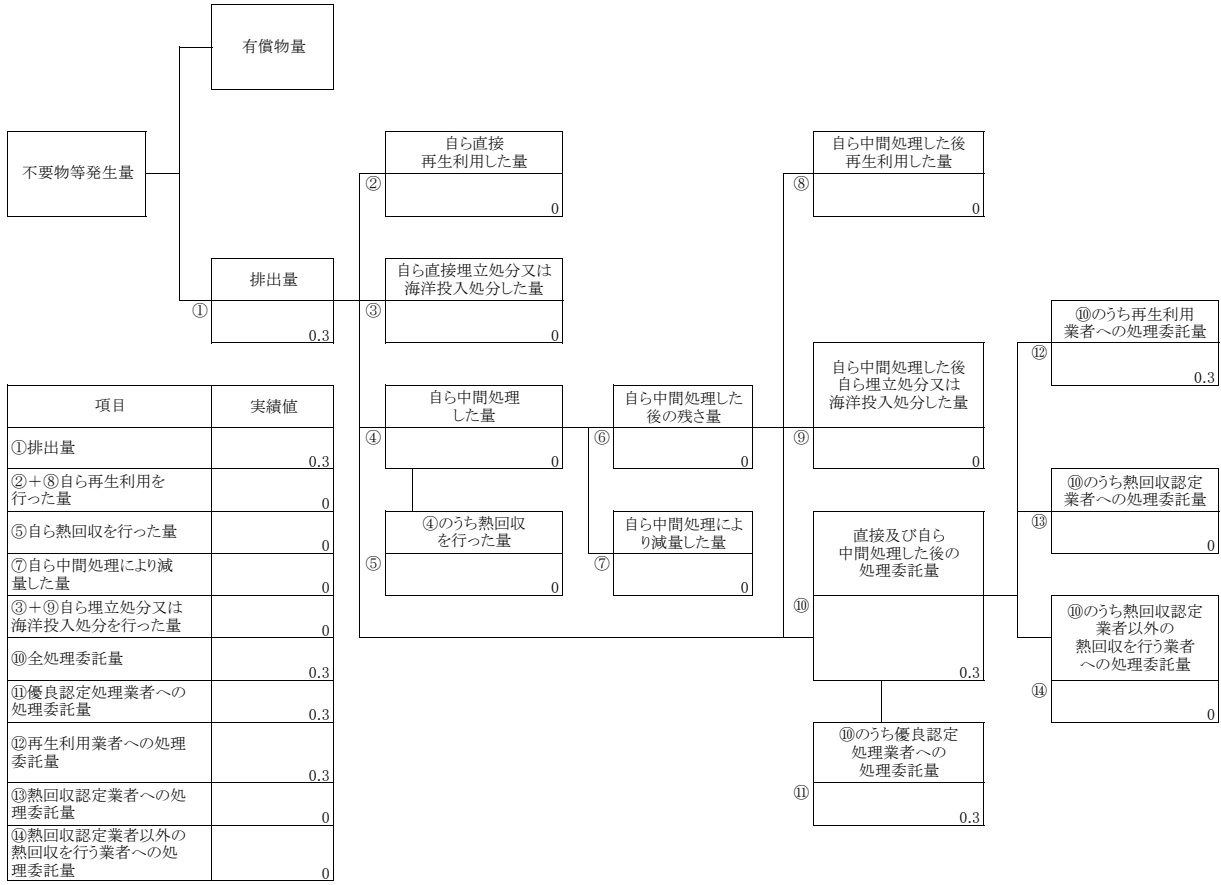 有償物量
不要物等発生量
自ら直接
再生利用した量
②
0
自ら中間処理した後
再生利用した量
⑧
0
排出量
①
0.3
自ら直接埋立処分又は
海洋投入処分した量
③
0
⑩のうち再生利用
業者への処理委託量
⑫
0.3
自ら中間処理
した量
④
0
自ら中間処理した
後の残さ量
⑥
0
自ら中間処理した後
自ら埋立処分又は
海洋投入処分した量
⑨
0
⑩のうち熱回収認定
業者への処理委託量
⑬
0
④のうち熱回収
を行った量
⑤
0
自ら中間処理によ
り減量した量
⑦
0
直接及び自ら
中間処理した後の
処理委託量
⑩
0.3
⑩のうち熱回収認定
業者以外の
熱回収を行う業者
への処理委託量
⑭
0
⑩のうち優良認定
処理業者への
処理委託量
⑪
0.3
項目
実績値
①排出量
0.3
②+⑧自ら再生利用を
行った量
0
⑤自ら熱回収を行った量
0
⑦自ら中間処理により減
量した量
0
③+⑨自ら埋立処分又は
海洋投入処分を行った量
0
⑩全処理委託量
0.3
⑪優良認定処理業者への
処理委託量
0.3
⑫再生利用業者への処理
委託量
0.3
⑬熱回収認定業者への処
理委託量
0
⑭熱回収認定業者以外の
熱回収を行う業者への処
理委託量
0